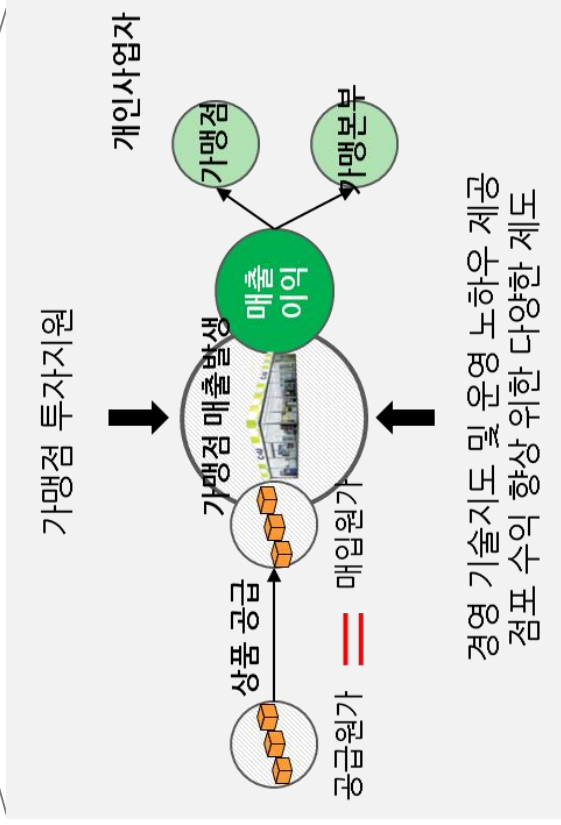 가맹점 투자지원
개인사업자
가맹점 매출발생
상품 공급
매출
이익
가맹점
가맹본부
공급원가
=
매입원가
경영 기술지도 및 운영 노하우 제공
점포 수익 향상 위한 다양한 제도